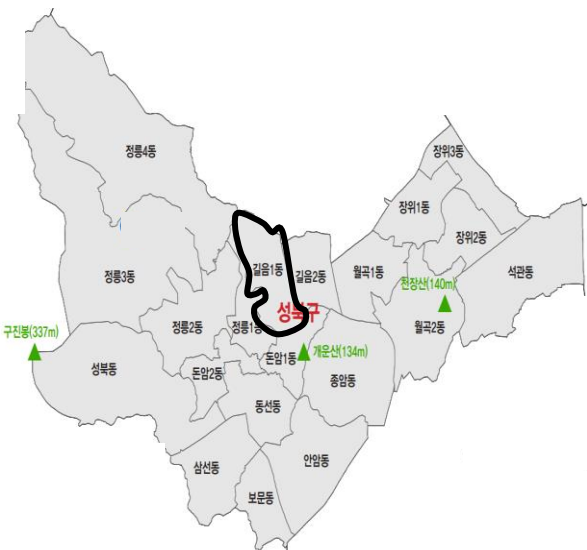 정릉4동
장위3동
장위1동
장위2동
길음1동
길음2동
월곡1동
석관동
정릉3동
천장산(140m)
성북구
정릉2동
정릉1동
월곡2동
구진봉(337m)
개운산(134m)
돈암1동
성북동
돈암2동
종암동
동선동
안암동
삼선동
보문동